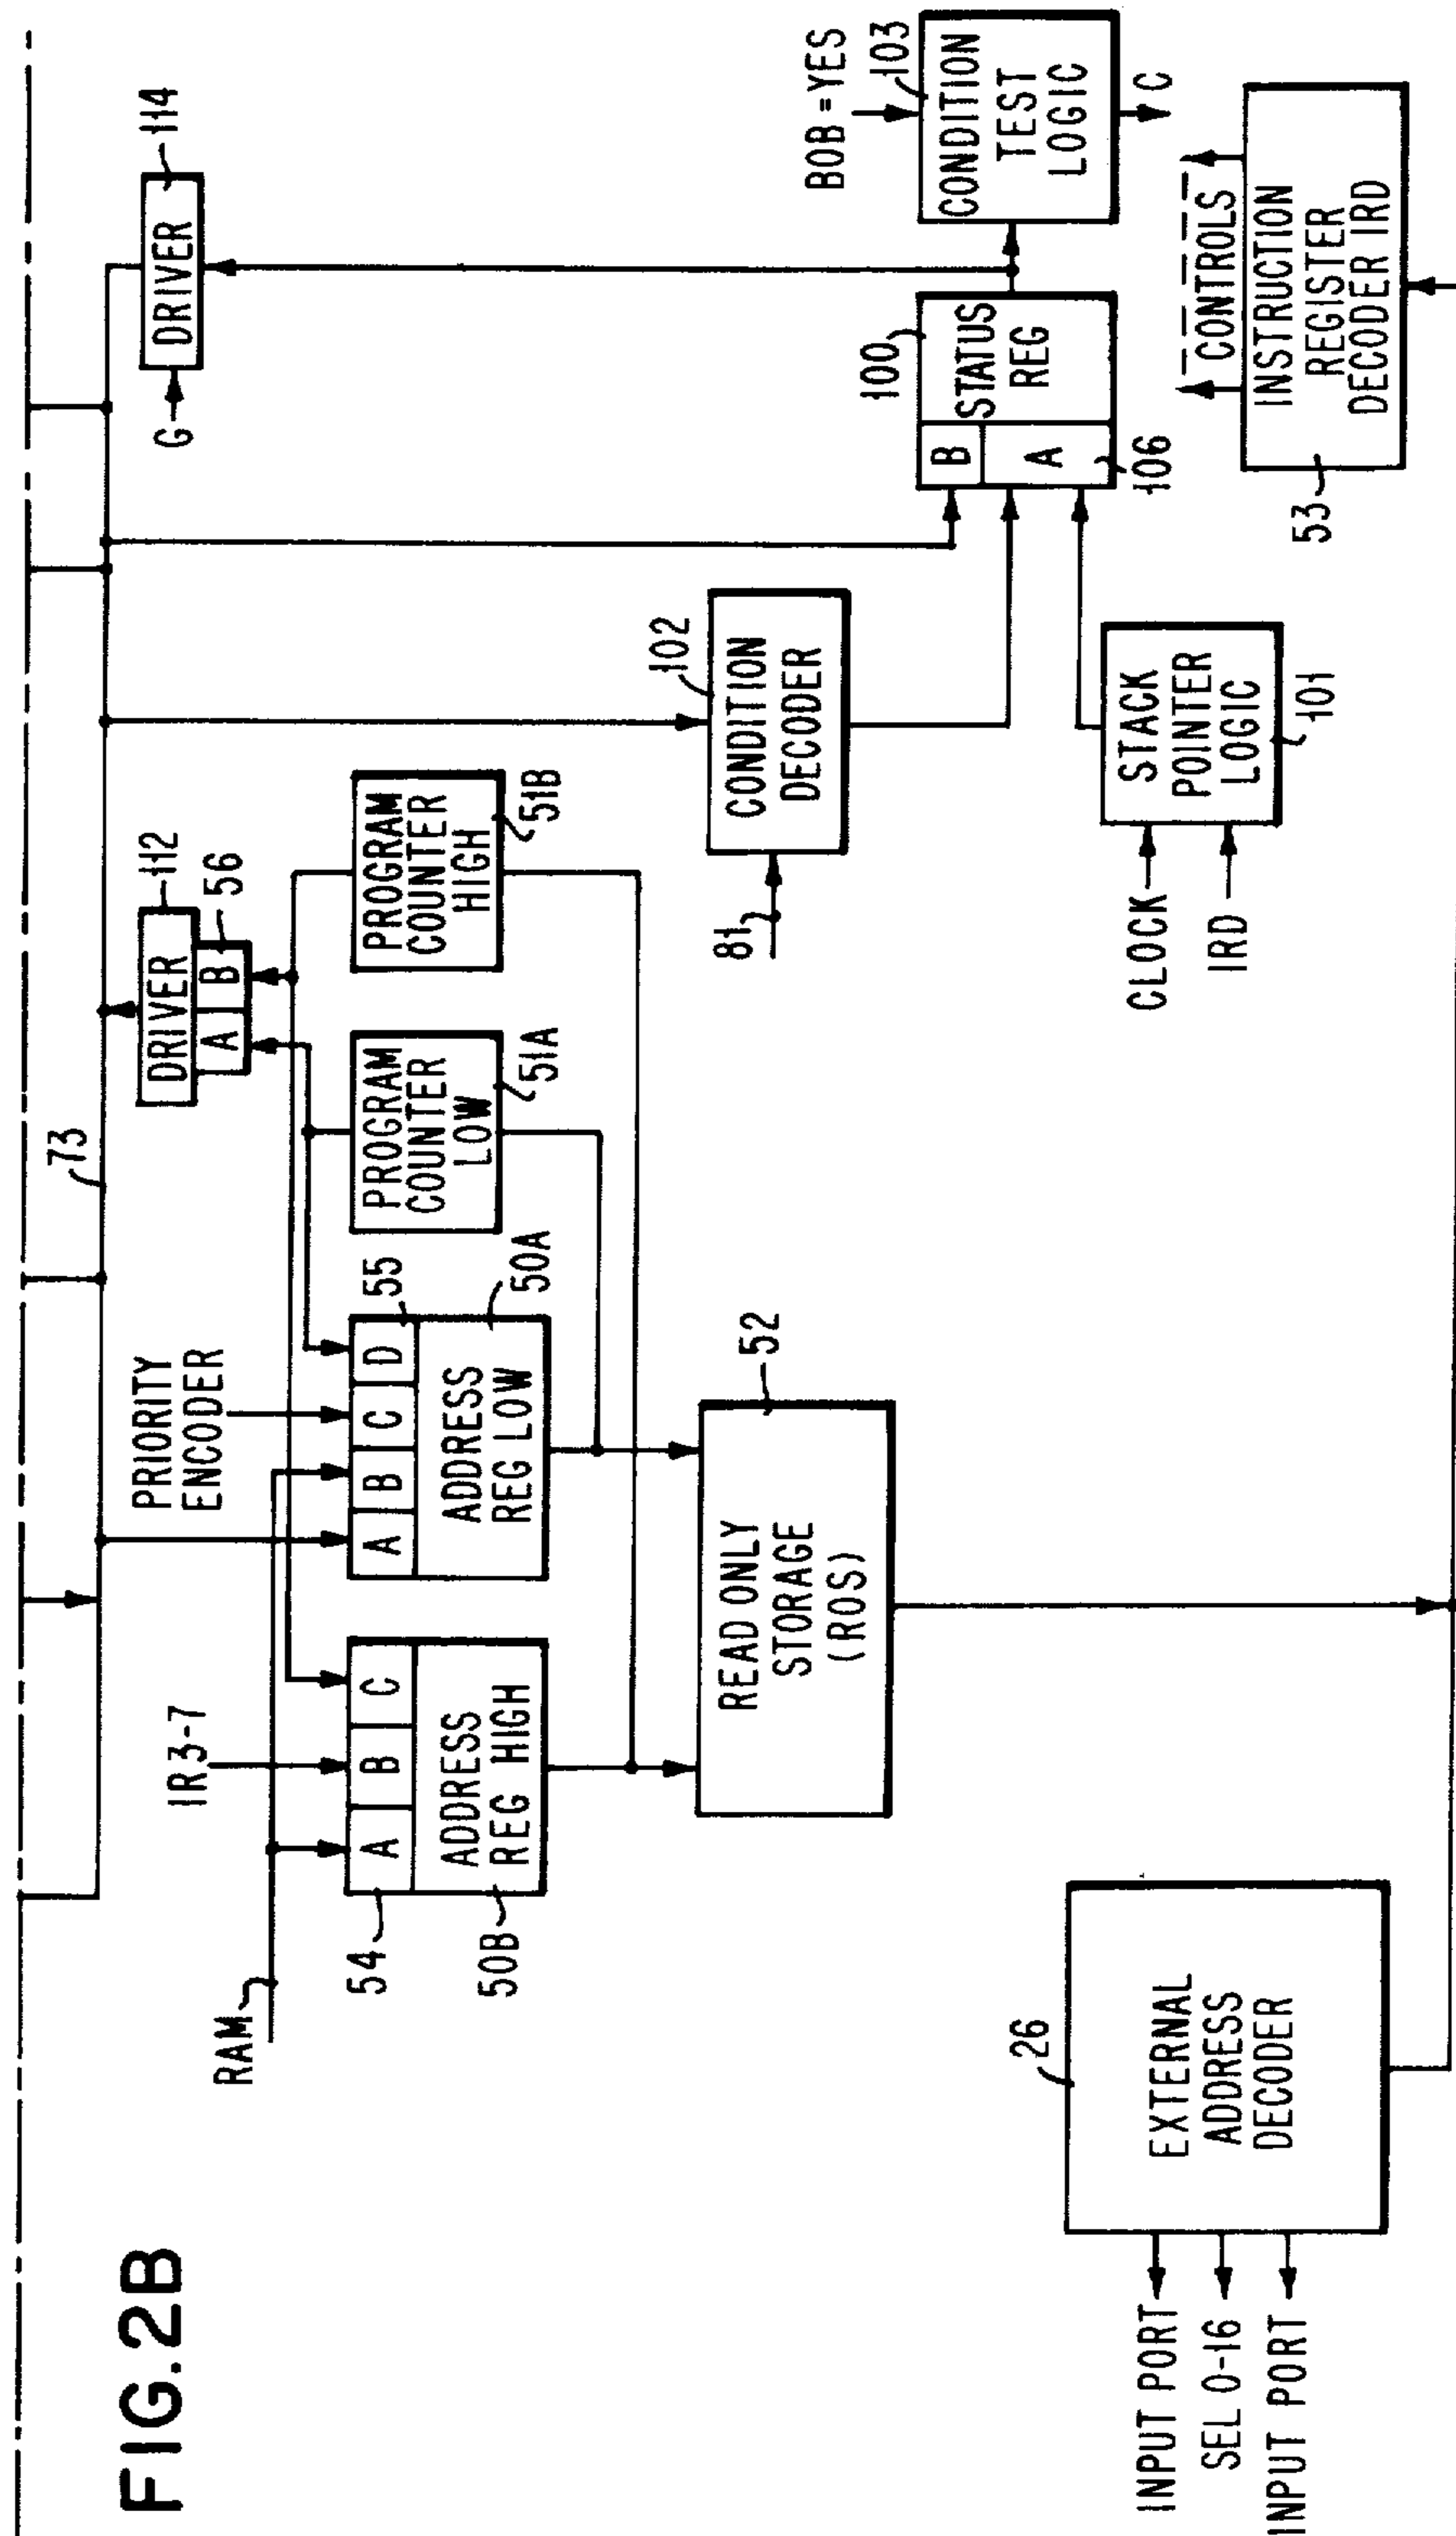 FIG.2B
73
114
DRIVER
G
112
DRIVER
A
B
56
PRIORITY
ENCODER
IR3-7
RAM
54
A
B
C
ADDRESS
REG HIGH
50B
A
B
C
D
55
ADDRESS
REG LOW
50A
PROGRAM
COUNTER
LOW
51A
PROGRAM
COUNTER
HIGH
51B
52
READ ONLY
STORAGE
(ROS)
81
102
CONDITION
DECODER
100
B
A
STATUS
REG
106
BOB = YES
103
CONDITION
TEST
LOGIC
C
CLOCK
IRD
STACK
POINTER
LOGIC
101
CONTROLS
INSTRUCTION
REGISTER
DECODER IRD
53
26
EXTERNAL
ADDRESS
DECODER
INPUT PORT
SEL 0-16
INPUT PORT